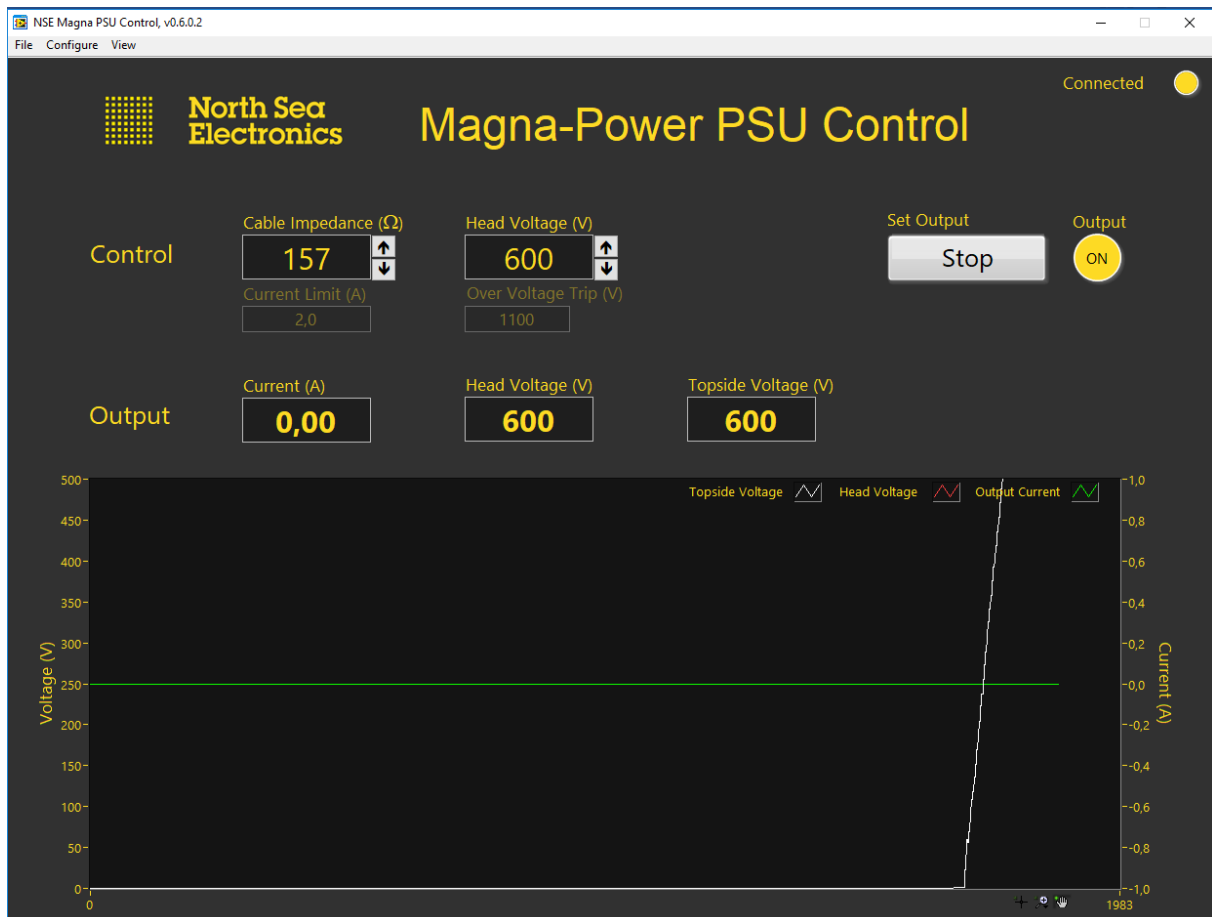 NSE Magna PSU Control, v0.6.0.2
File Configure View
Connected
North Sea
Electronics
Magna-Power PSU Control
Control
Cable Impedance (Ω)
157
Head Voltage (V)
600
Set Output
Stop
Output
ON
Current Limit (A)
2,0
Over Voltage Trip (V)
1100
Output
Current (A)
0,00
Head Voltage (V)
600
Topside Voltage (V)
600
Topside Voltage Head Voltage Output Current
Voltage (V)
500
450
400
350
300
250
200
150
100
50
0
1,0
0,8
0,6
0,4
0,2
0,0
-0,2
-0,4
-0,6
-0,8
-1,0
Current (A)
0
1983